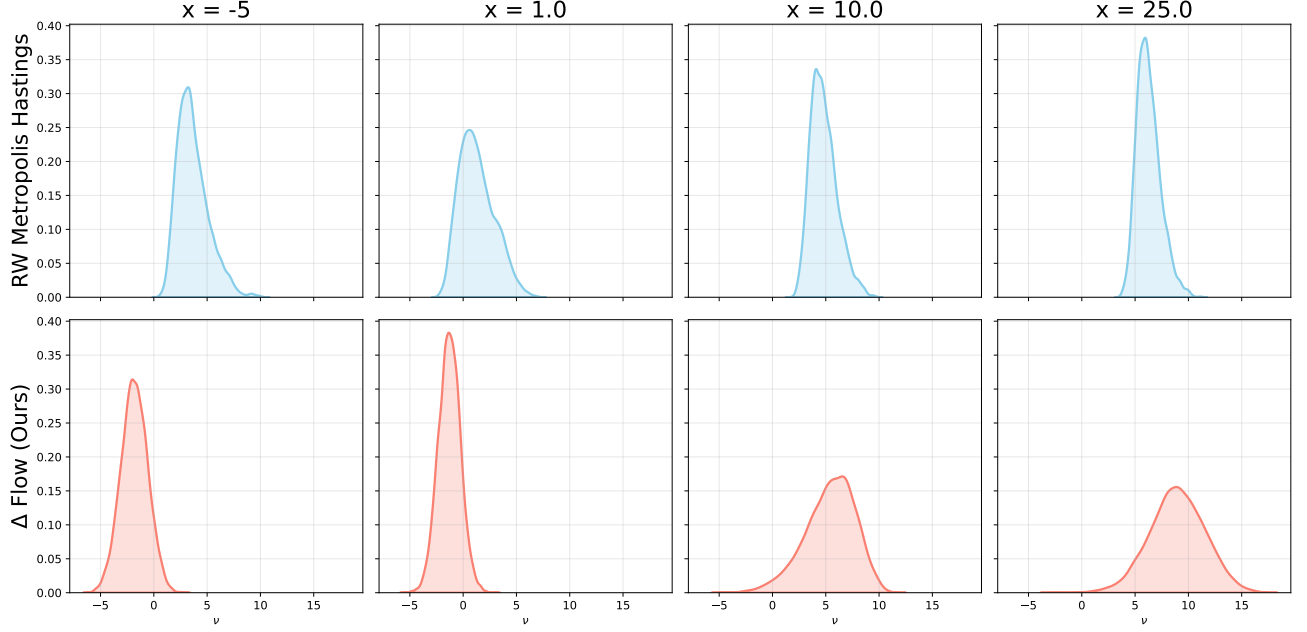 x = -5
x = 1.0
x = 10.0
x = 25.0
RW Metropolis Hastings
0.40
0.35
0.30
0.25
0.20
0.15
0.10
0.05
0.00
Δ Flow (Ours)
0.40
0.35
0.30
0.25
0.20
0.15
0.10
0.05
0.00
−5 0 5 10 15
ν
−5 0 5 10 15
ν
−5 0 5 10 15
ν
−5 0 5 10 15
ν